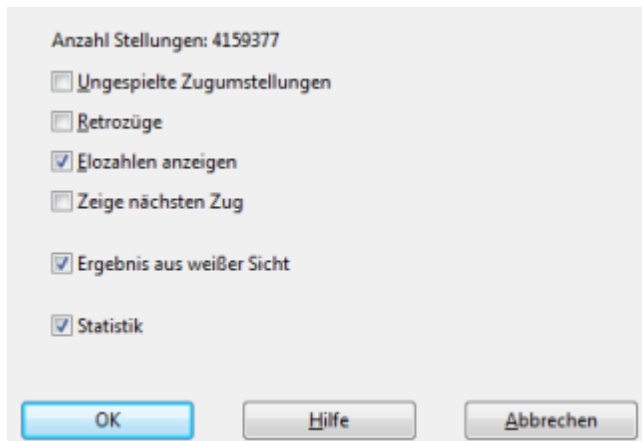 Anzahl Stellungen: 4159377
Ungespielte Zugumstellungen
Retrozüge
Elozahlen anzeigen
Zeige nächsten Zug
Ergebnis aus weißer Sicht
Statistik
OK Hilfe Abbrechen